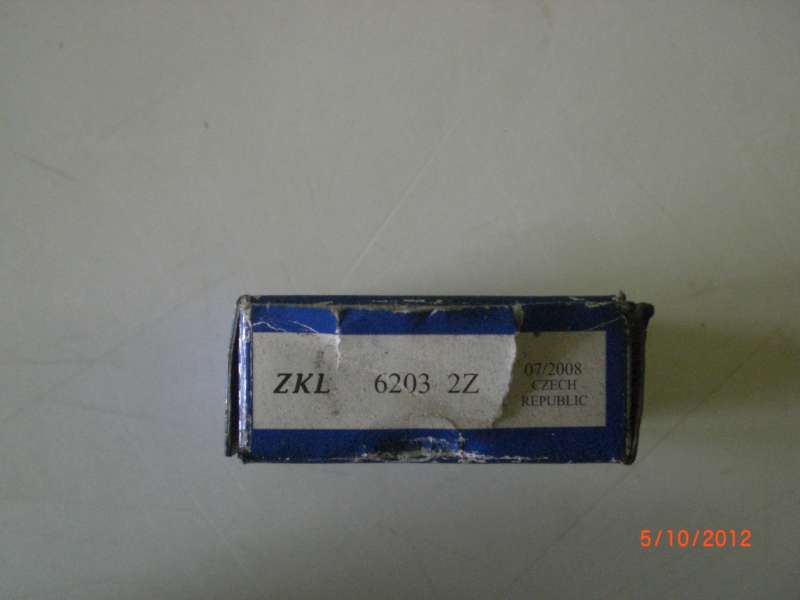 ZKL 6203 2Z
07/2008
CZECH
REPUBLIC
5/10/2012